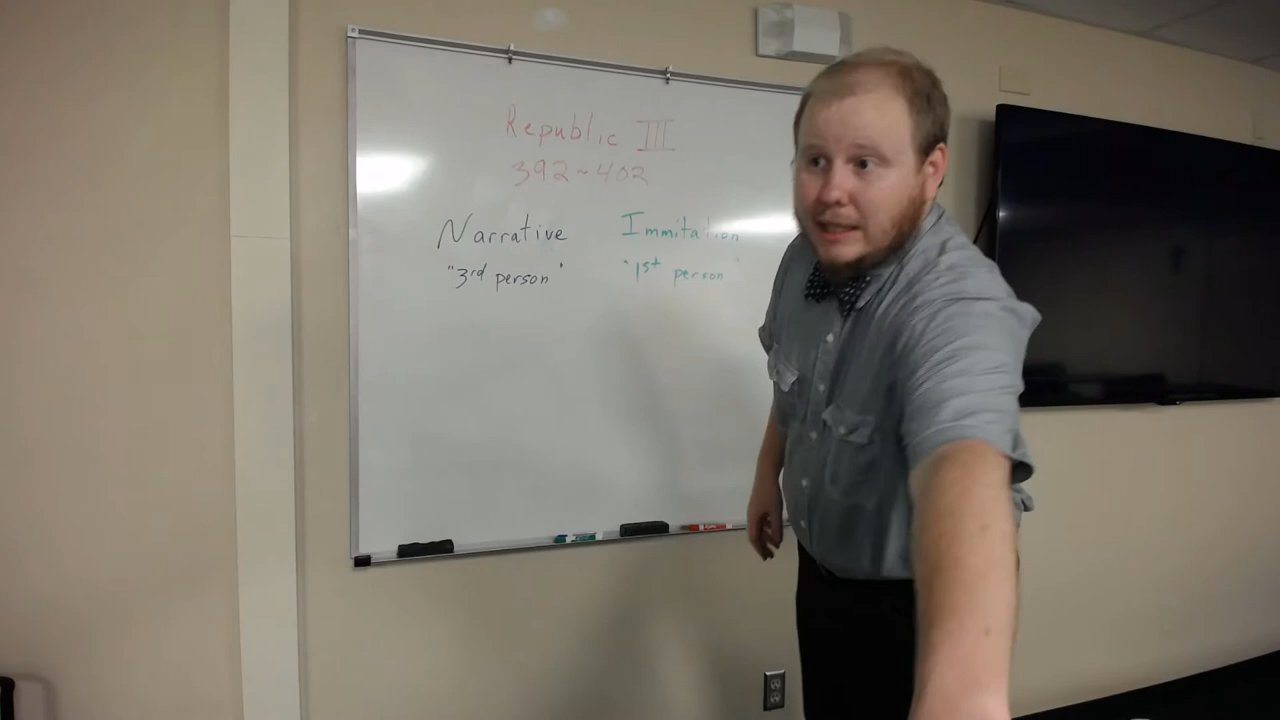 Republic III
392~402
Narrative Immitation
"3rd person" "1st person"